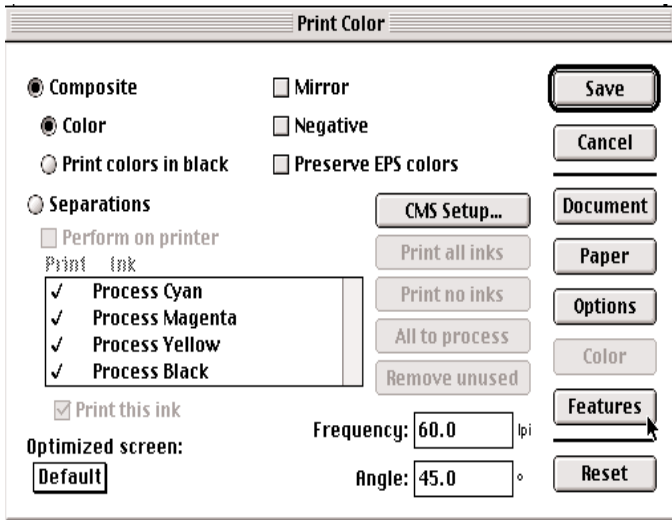 Print Color
Composite
Mirror
Save
Color
Negative
Cancel
Print colors in black
Preserve EPS colors
Separations
CMS Setup...
Document
Perform on printer
Print all inks
Paper
Print Ink
✓ Process Cyan
Print no inks
Options
✓ Process Magenta
✓ Process Yellow
All to process
Color
✓ Process Black
Remove unused
Print this ink
Features
Frequency: 60.0 lpi
Optimized screen:
Default
Angle: 45.0 °
Reset